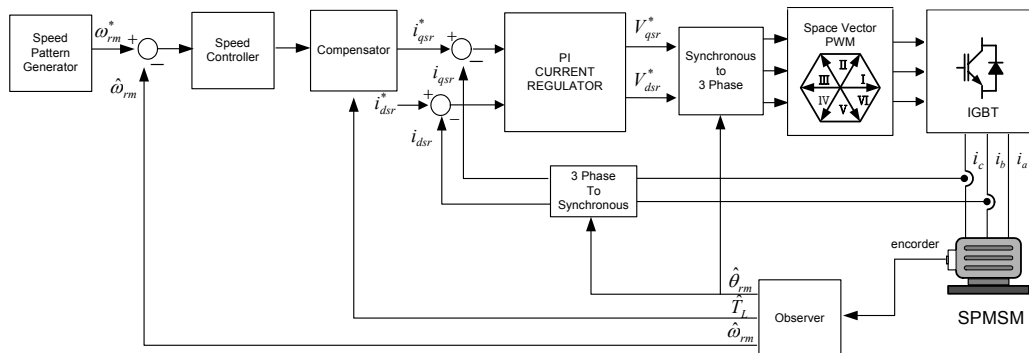 Speed
Pattern
Generator
ω*rm
+
−
ω̂rm
Speed
Controller
Compensator
i*qsr
+
−
iqsr
i*dsr
+
−
idsr
PI
CURRENT
REGULATOR
V*qsr
V*dsr
Synchronous
to
3 Phase
Space Vector
PWM
II
III
I
IV
VI
V
IGBT
ic
ib
ia
3 Phase
To
Synchronous
encorder
SPMSM
θ̂rm
T̂L
ω̂rm
Observer